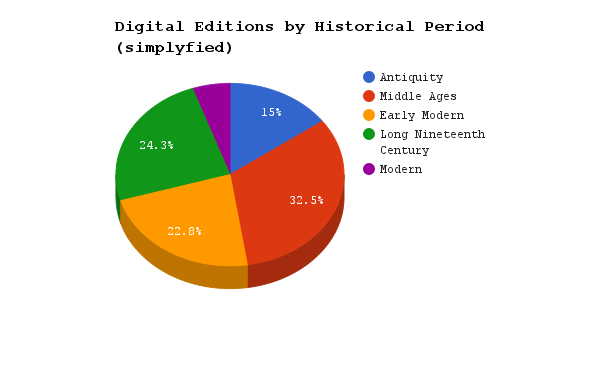 Digital Editions by Historical Period
(simplyfied)
Antiquity
Middle Ages
Early Modern
Long Nineteenth
Century
Modern
15%
24.3%
32.5%
22.8%